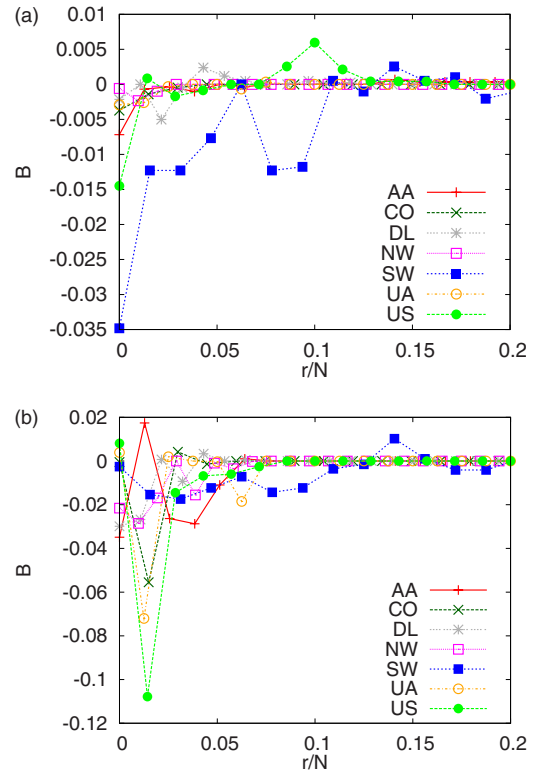 (a)
0.01
0.005
0
-0.005
-0.01
-0.015
-0.02
-0.025
-0.03
-0.035
B
AA
CO
DL
NW
SW
UA
US
0 0.05 0.1 0.15 0.2
r/N
(b)
0.02
0
-0.02
-0.04
-0.06
-0.08
-0.1
-0.12
B
AA
CO
DL
NW
SW
UA
US
0 0.05 0.1 0.15 0.2
r/N